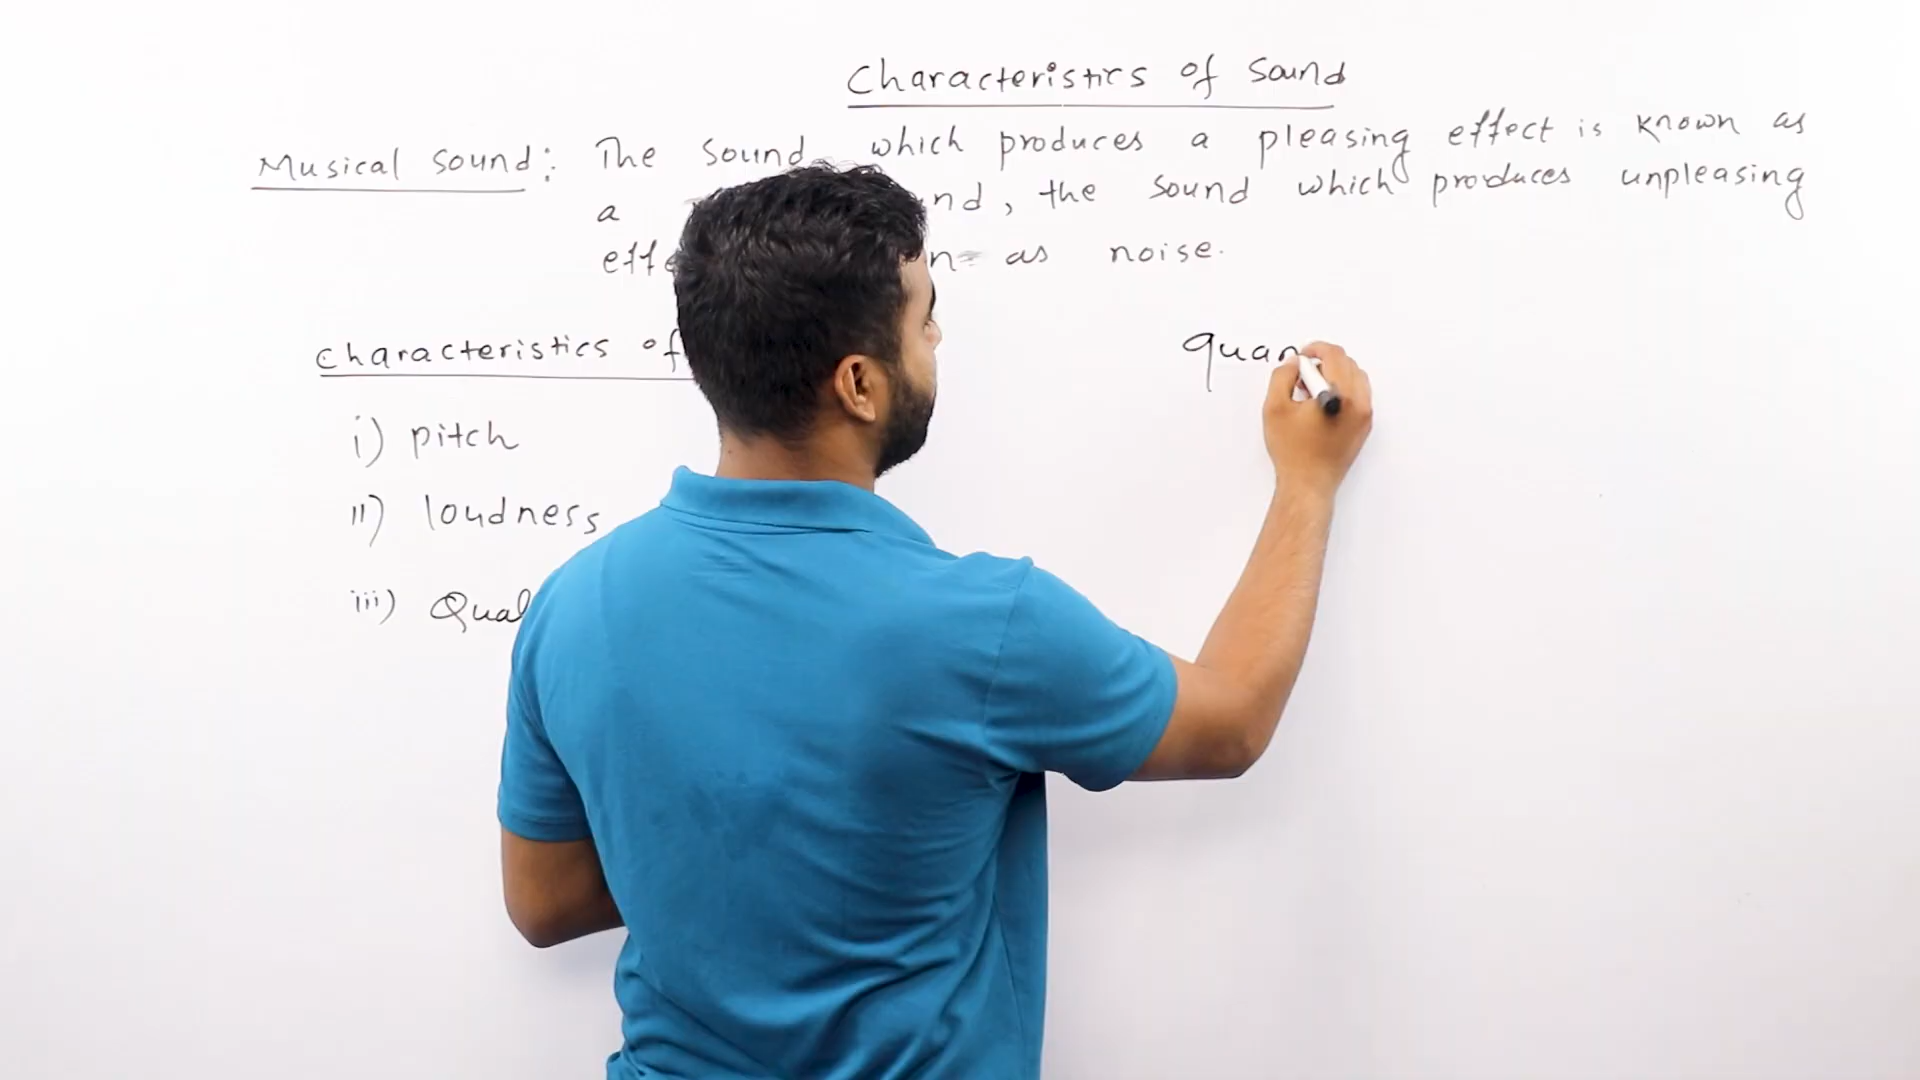 Characteristics of Sound
Musical Sound: The Sound which produces a pleasing effect is known as
a nd, the sound which produces unpleasing
effe n as noise.
Characteristics of
quan
i) pitch
ii) loudness
iii) Qual